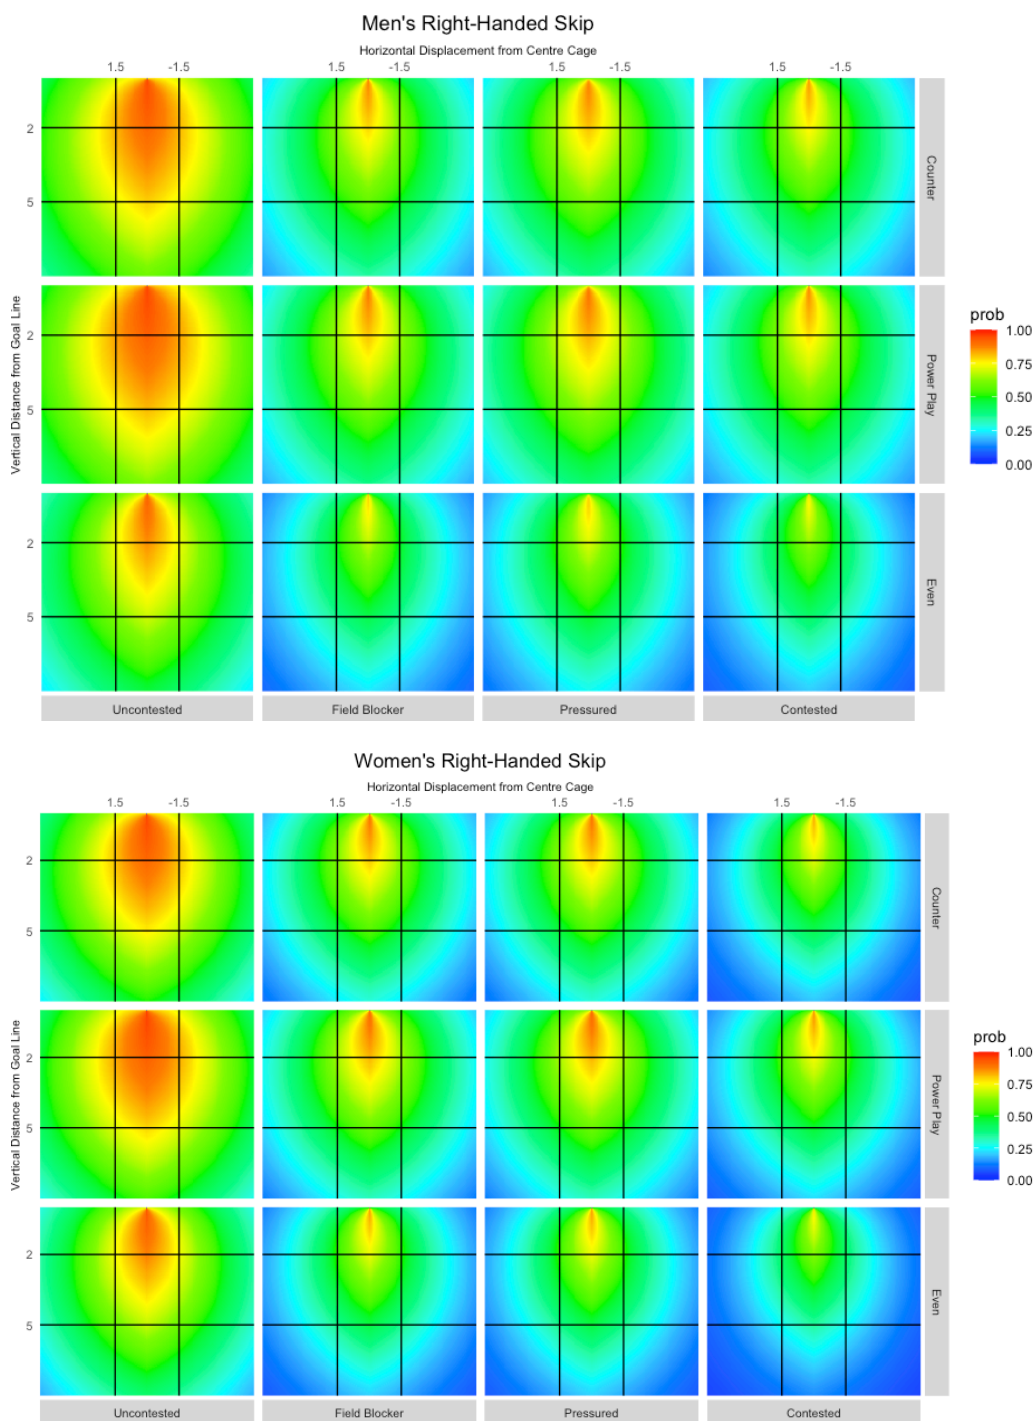 Men's Right-Handed Skip
Horizontal Displacement from Centre Cage
1.5 -1.5 1.5 -1.5 1.5 -1.5 1.5 -1.5
Vertical Distance from Goal Line
2
5
Counter
2
5
Power Play
2
5
Even
Uncontested Field Blocker Pressured Contested
prob
1.00
0.75
0.50
0.25
0.00
Women's Right-Handed Skip
Horizontal Displacement from Centre Cage
1.5 -1.5 1.5 -1.5 1.5 -1.5 1.5 -1.5
Vertical Distance from Goal Line
2
5
Counter
2
5
Power Play
2
5
Even
Uncontested Field Blocker Pressured Contested
prob
1.00
0.75
0.50
0.25
0.00